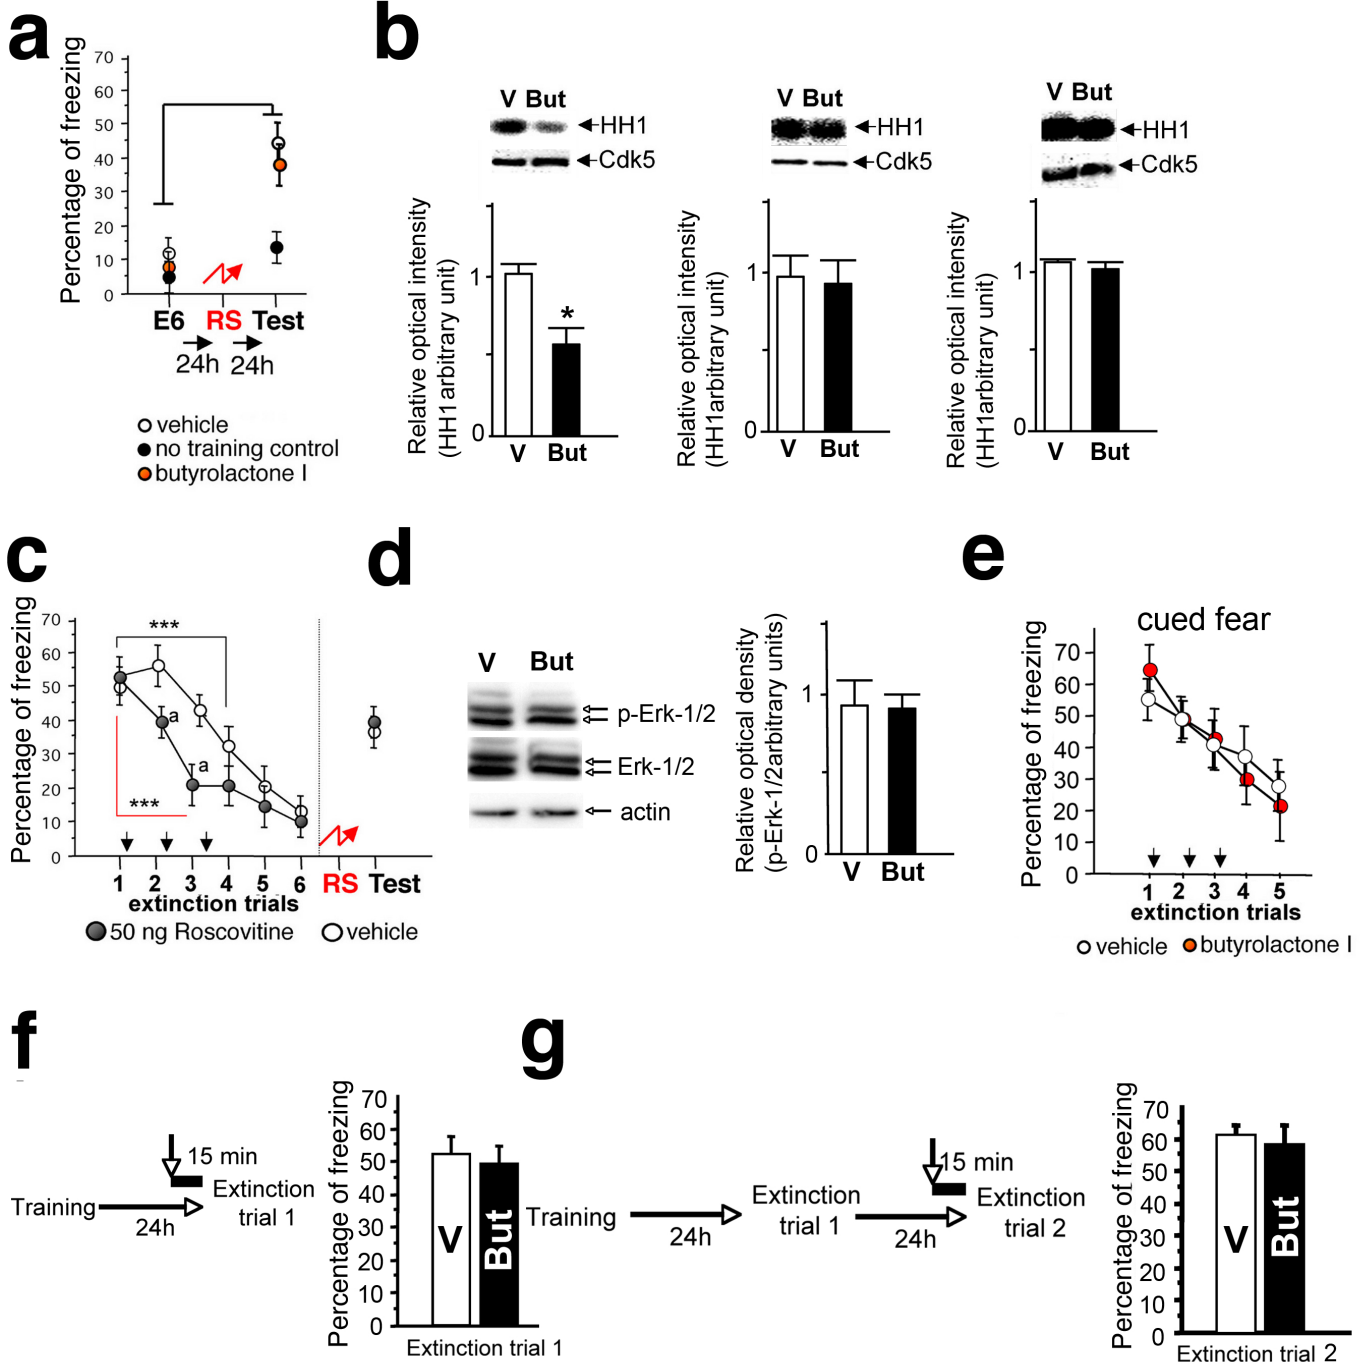 a
Percentage of freezing
70
60
50
40
30
20
10
0
E6 RS Test
24h 24h
vehicle
no training control
butyrolactone I
b
V But
HH1
Cdk5
Relative optical intensity
(HH1arbitrary unit)
1
0
*
V But
V But
HH1
Cdk5
Relative optical intensity
(HH1arbitrary unit)
1
0
V But
V But
HH1
Cdk5
Relative optical intensity
(HH1arbitrary unit)
1
0
V But
c
Percentage of freezing
70
60
50
40
30
20
10
0
***
a
a
***
1 2 3 4 5 6 RS Test
extinction trials
50 ng Roscovitine vehicle
d
V But
p-Erk-1/2
Erk-1/2
actin
Relative optical density
(p-Erk-1/2arbitrary units)
1
0
V But
e
cued fear
Percentage of freezing
70
60
50
40
30
20
10
0
1 2 3 4 5
extinction trials
vehicle butyrolactone I
f
15 min
Training
24h
Extinction
trial 1
Percentage of freezing
70
60
50
40
30
20
10
0
V But
Extinction trial 1
g
Training
24h
Extinction
trial 1
15 min
24h
Extinction
trial 2
Percentage of freezing
70
60
50
40
30
20
10
0
V But
Extinction trial 2